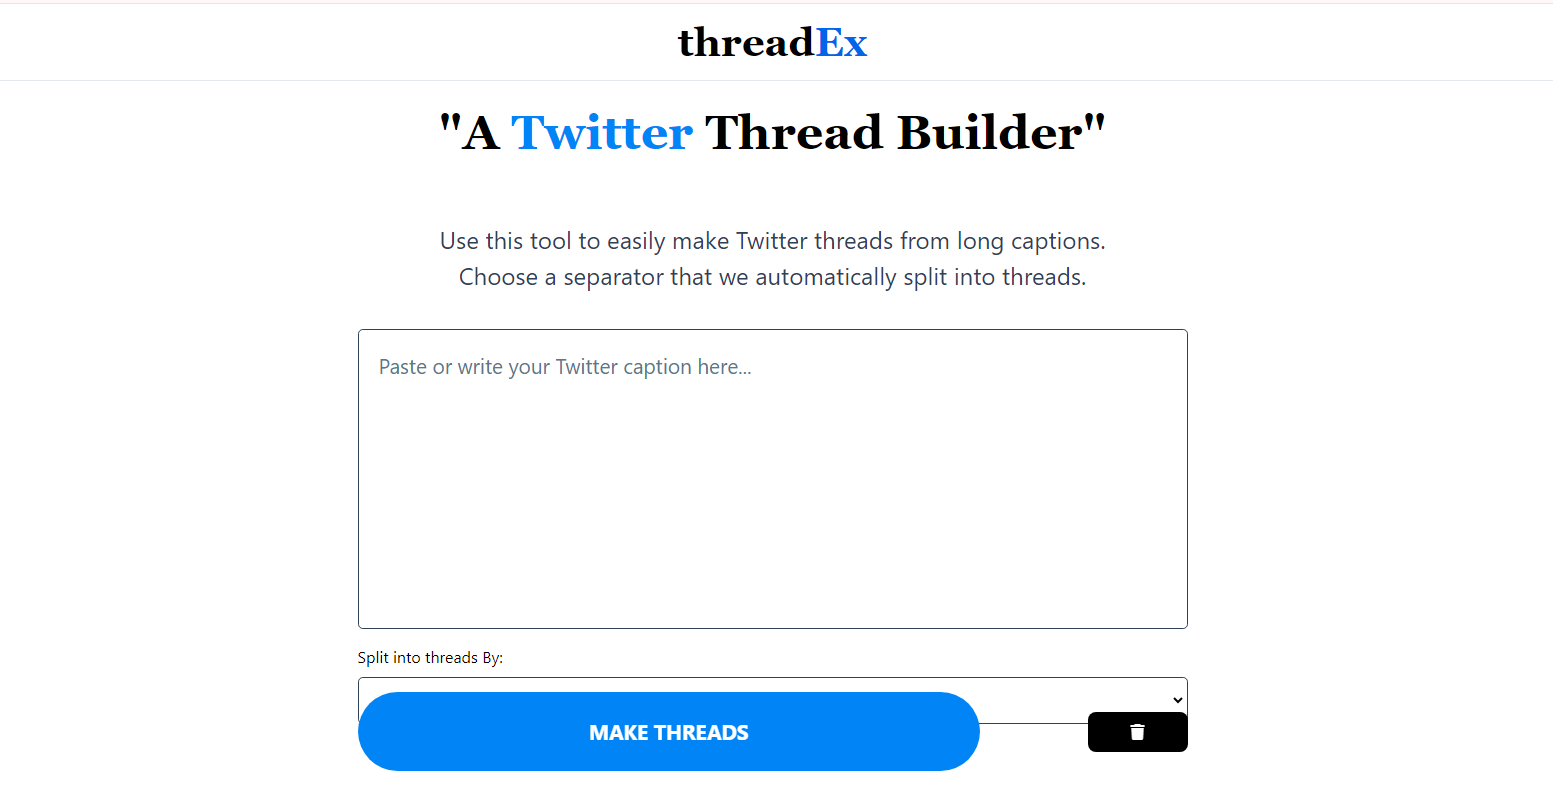 threadEx
"A Twitter Thread Builder"
Use this tool to easily make Twitter threads from long captions.
Choose a separator that we automatically split into threads.
Paste or write your Twitter caption here...
Split into threads By:
MAKE THREADS